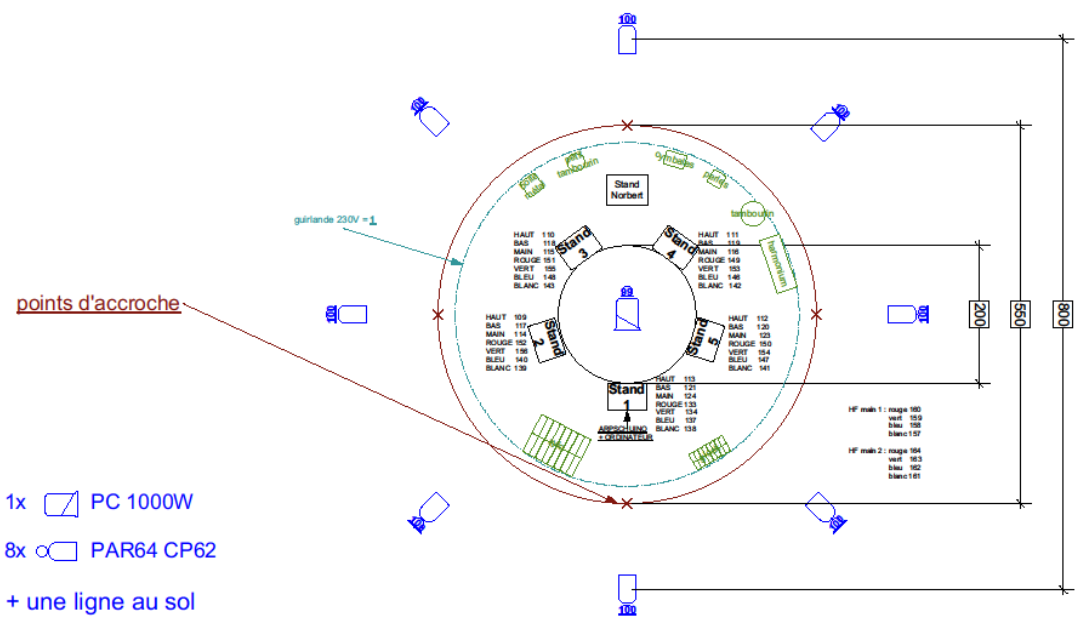 100
100
100
petit
tambourin
cymbales
petites
Stand
Norbert
guirlande 230V = 1
tambourin
harmonium
HAUT 110
BAS 118
MAIN 115
ROUGE 151
VERT 155
BLEU 148
BLANC 143
Stand
3
Stand
4
HAUT 111
BAS 119
MAIN 116
ROUGE 149
VERT 153
BLEU 146
BLANC 142
points d'accroche
99
100
100
200
550
800
HAUT 109
BAS 117
MAIN 114
ROUGE 152
VERT 156
BLEU 140
BLANC 139
Stand
2
Stand
5
HAUT 112
BAS 120
MAIN 123
ROUGE 150
VERT 154
BLEU 147
BLANC 141
Stand
1
HAUT 113
BAS 121
MAIN 124
ROUGE 133
VERT 134
BLEU 137
BLANC 138
+ ORDINATEUR
HF main 1 : rouge 160
vert 159
bleu 158
blanc 157
HF main 2 : rouge 164
vert 163
bleu 162
blanc 161
1x PC 1000W
8x PAR64 CP62
+ une ligne au sol
100
100
100